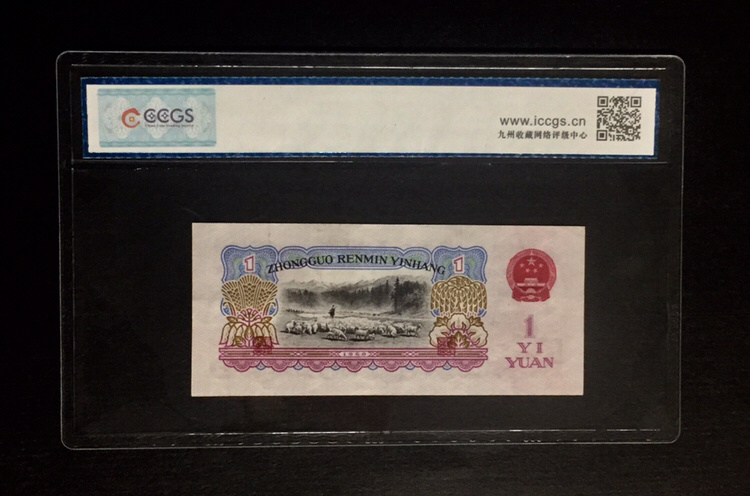 CCGS
www.iccgs.cn
九州收藏网络评级中心
ZHONGGUO RENMIN YINHANG
1
1
1960
1
YI
YUAN